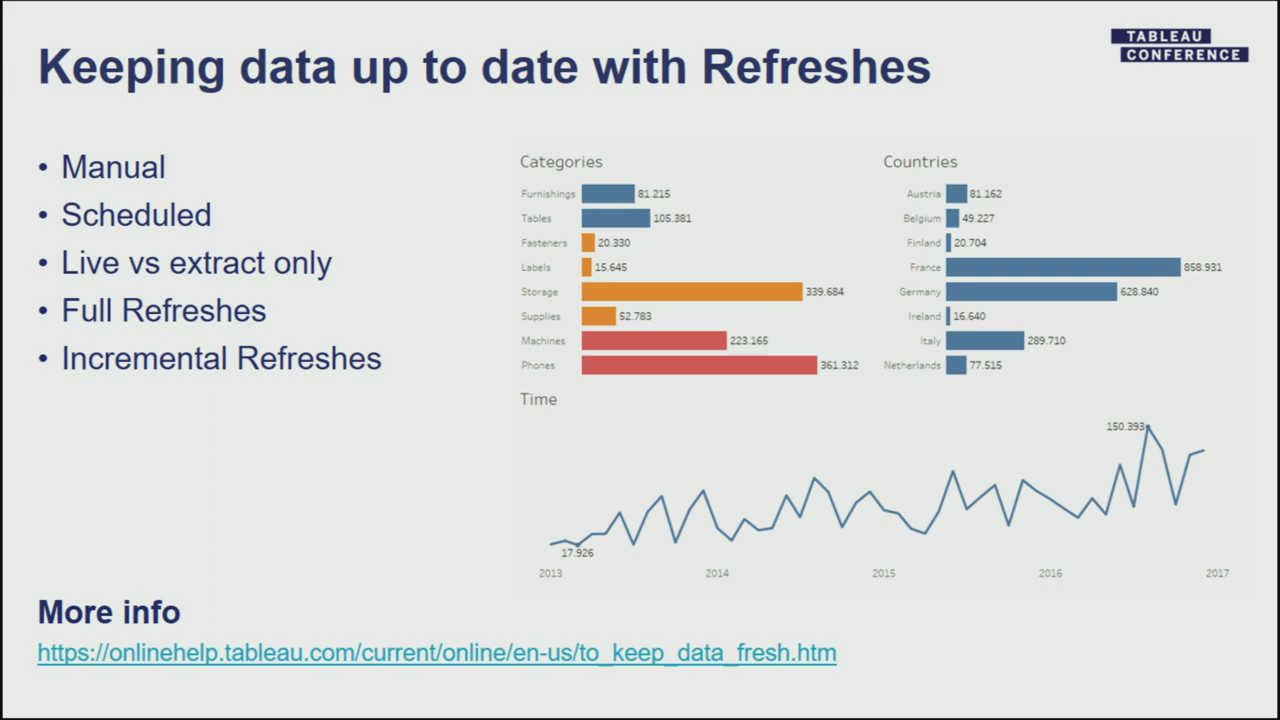 Keeping data up to date with Refreshes
TABLEAU
CONFERENCE
• Manual
• Scheduled
• Live vs extract only
• Full Refreshes
• Incremental Refreshes
Categories
Furnishings 81.215
Tables 105.381
Fasteners 20.330
Labels 15.645
Storage 339.684
Supplies 52.783
Machines 223.165
Phones 361.312
Countries
Austria 81.162
Belgium 49.227
Finland 20.704
France 858.931
Germany 628.840
Ireland 16.640
Italy 289.710
Netherlands 77.515
Time
150.393
17.926
2013 2014 2015 2016 2017
More info
https://onlinehelp.tableau.com/current/online/en-us/to_keep_data_fresh.htm